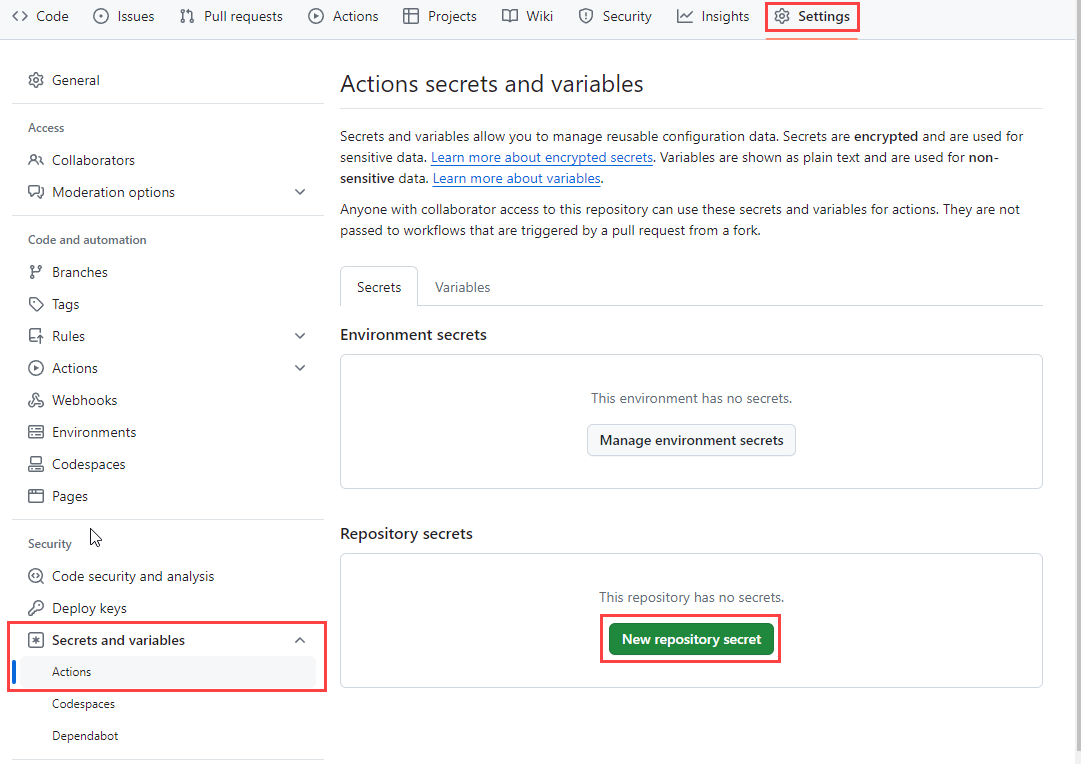 Code Issues Pull requests Actions Projects Wiki Security Insights Settings
General
Access
Collaborators
Moderation options
Code and automation
Branches
Tags
Rules
Actions
Webhooks
Environments
Codespaces
Pages
Security
Code security and analysis
Deploy keys
Secrets and variables
Actions
Codespaces
Dependabot
Actions secrets and variables
Secrets and variables allow you to manage reusable configuration data. Secrets are encrypted and are used for
sensitive data. Learn more about encrypted secrets. Variables are shown as plain text and are used for non-
sensitive data. Learn more about variables.
Anyone with collaborator access to this repository can use these secrets and variables for actions. They are not
passed to workflows that are triggered by a pull request from a fork.
Secrets Variables
Environment secrets
This environment has no secrets.
Manage environment secrets
Repository secrets
This repository has no secrets.
New repository secret